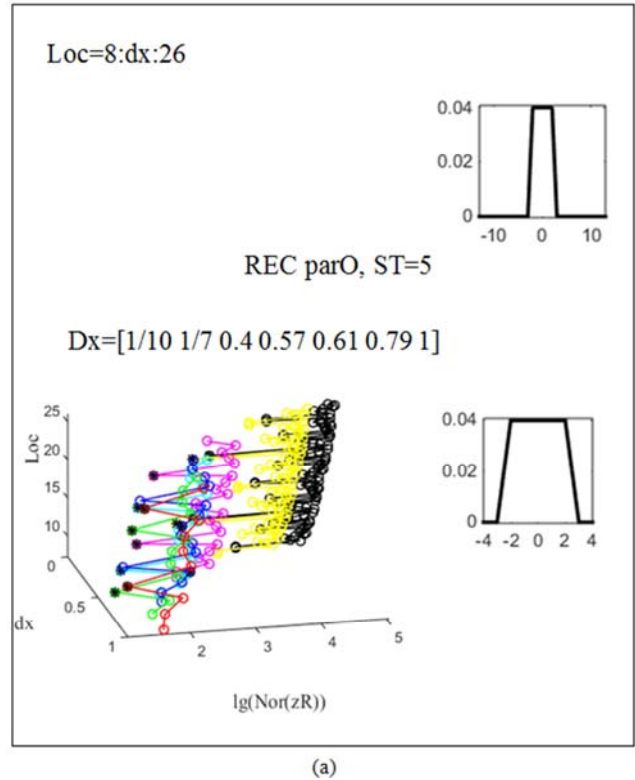 Loc=8:dx:26
0.04
0.02
0
-10 0 10
REC parO, ST=5
Dx=[1/10 1/7 0.4 0.57 0.61 0.79 1]
25
20
15
10
Loc
0
0.5
1
dx
2 3 4 5
lg(Nor(zR))
0.04
0.02
0
-4 -2 0 2 4
(a)